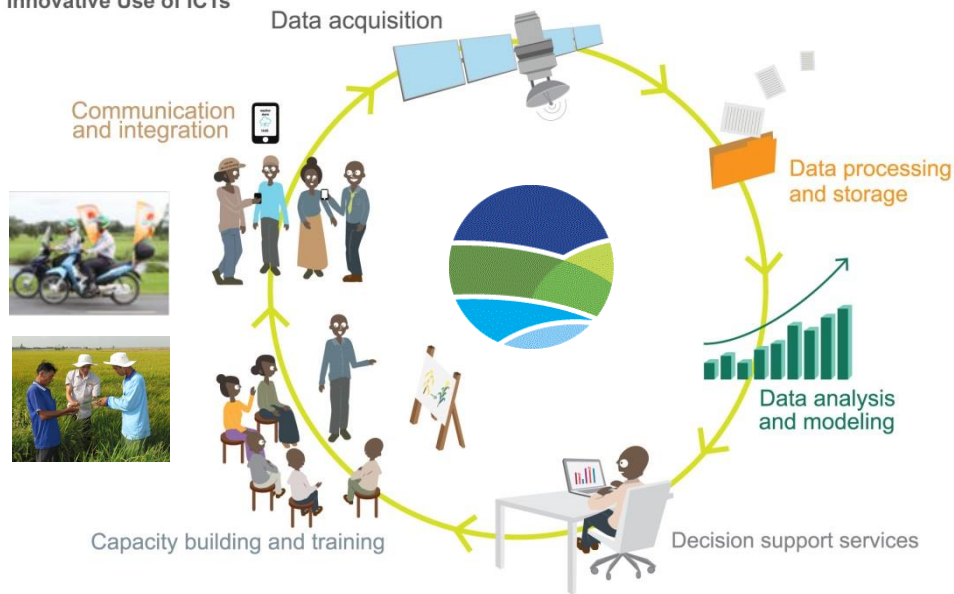 Innovative Use of ICTs
Data acquisition
Communication
and integration
Data processing
and storage
Data analysis
and modeling
Capacity building and training
Decision support services